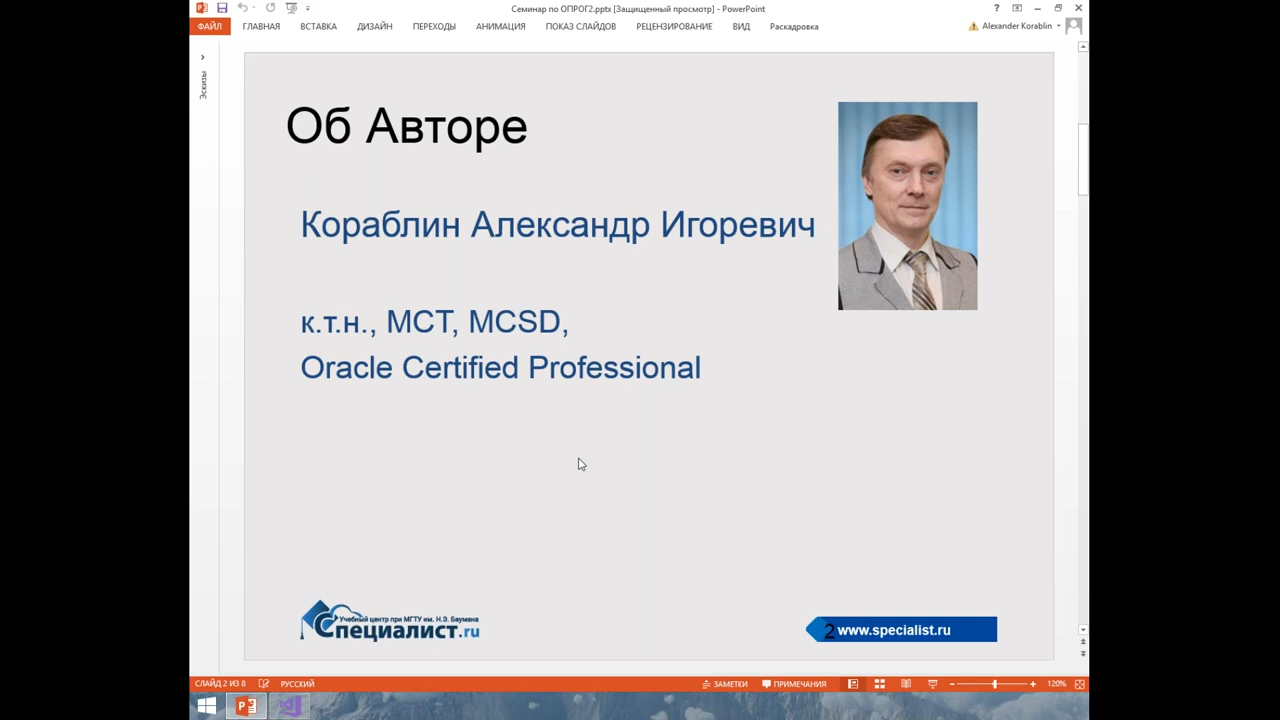 Семинар по ОПРОГ2.pptx [Защищенный просмотр] - PowerPoint
ФАЙЛ ГЛАВНАЯ ВСТАВКА ДИЗАЙН ПЕРЕХОДЫ АНИМАЦИЯ ПОКАЗ СЛАЙДОВ РЕЦЕНЗИРОВАНИЕ ВИД Раскадровка Alexander Korablin
Эскизы
Об Авторе
Кораблин Александр Игоревич
к.т.н., MCT, MCSD,
Oracle Certified Professional
Учебный центр при МГТУ им. Н.Э. Баумана
Специалист.ru
2 www.specialist.ru
СЛАЙД 2 ИЗ 8 РУССКИЙ ЗАМЕТКИ ПРИМЕЧАНИЯ 120%